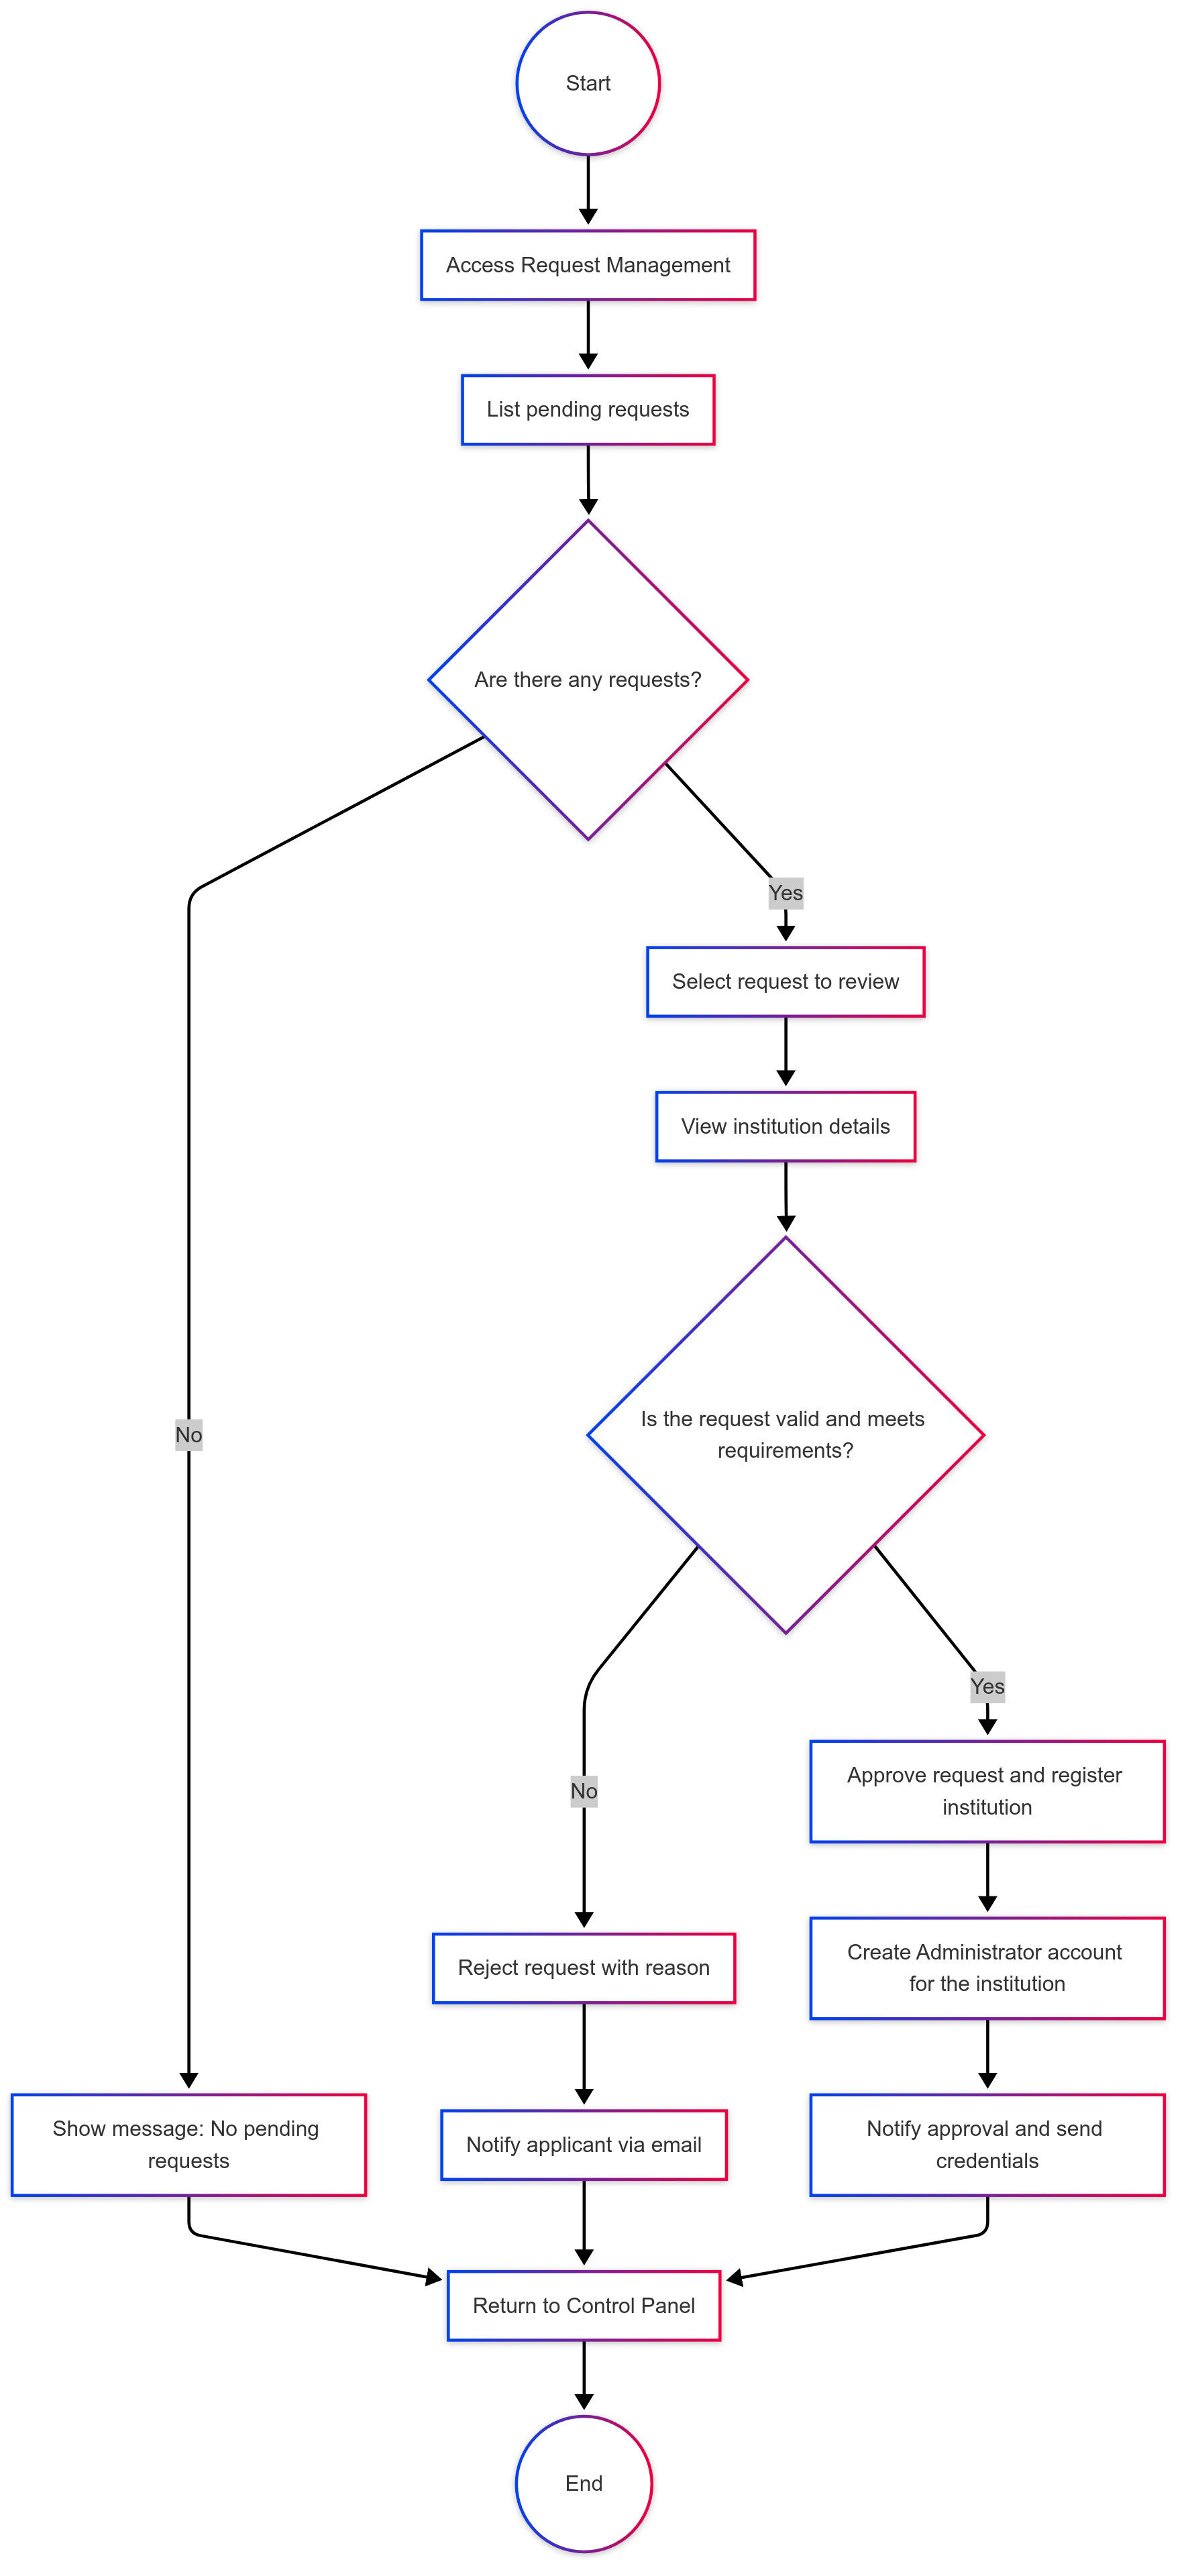 Start
Access Request Management
List pending requests
Are there any requests?
Yes
Select request to review
View institution details
Is the request valid and meets
requirements?
No
Yes
Approve request and register
institution
No
Create Administrator account
for the institution
Reject request with reason
Show message: No pending
requests
Notify applicant via email
Notify approval and send
credentials
Return to Control Panel
End